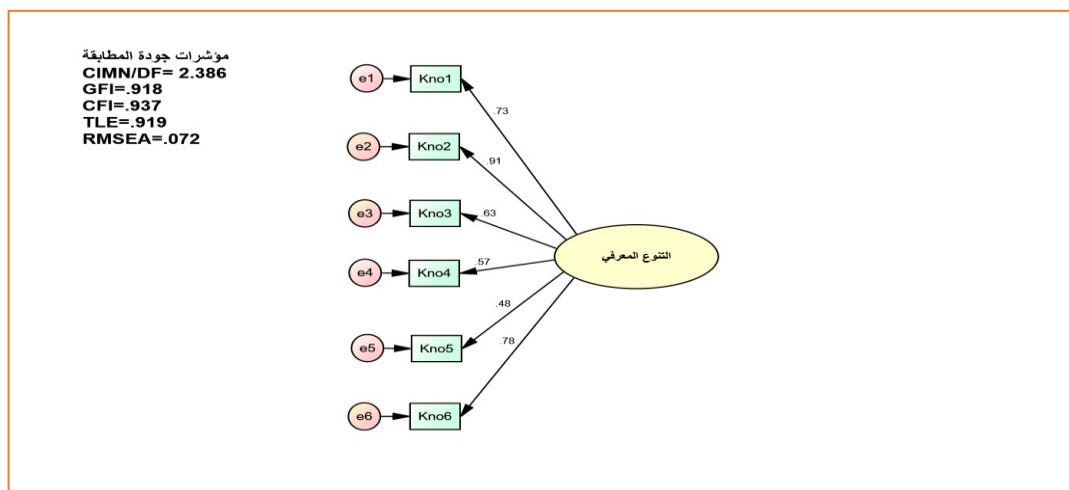 مؤشرات جودة المطابقة
CIMN/DF= 2.386
GFI=.918
CFI=.937
TLE=.919
RMSEA=.072
e1 Kno1
.73
e2 Kno2
.91
e3 Kno3
.63
التنوع المعرفي
e4 Kno4
.57
.48
e5 Kno5
.78
e6 Kno6